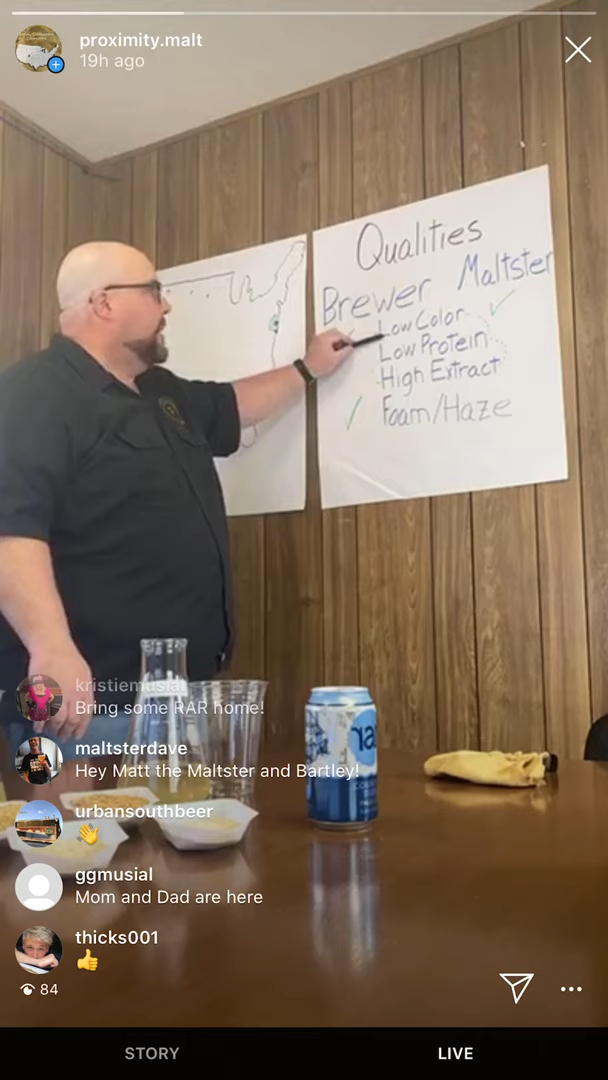 proximity.malt
19h ago
Qualities
Brewer Maltster
Low Color
Low Protein
High Extract
Foam/Haze
kristiemusial
Bring some RAR home!
maltsterdave
Hey Matt the Maltster and Bartley!
urbansouthbeer
👋
ggmusial
Mom and Dad are here
thicks001
👍
84
STORY LIVE